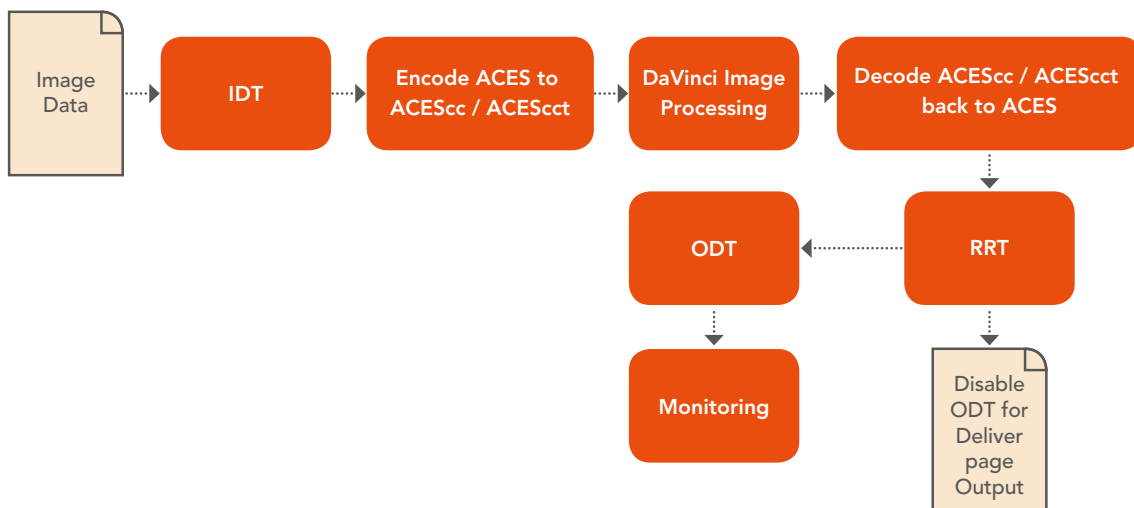 Image
Data
IDT
Encode ACES to
ACEScc / ACEScct
DaVinci Image
Processing
Decode ACEScc / ACEScct
back to ACES
ODT
RRT
Monitoring
Disable
ODT for
Deliver
page
Output